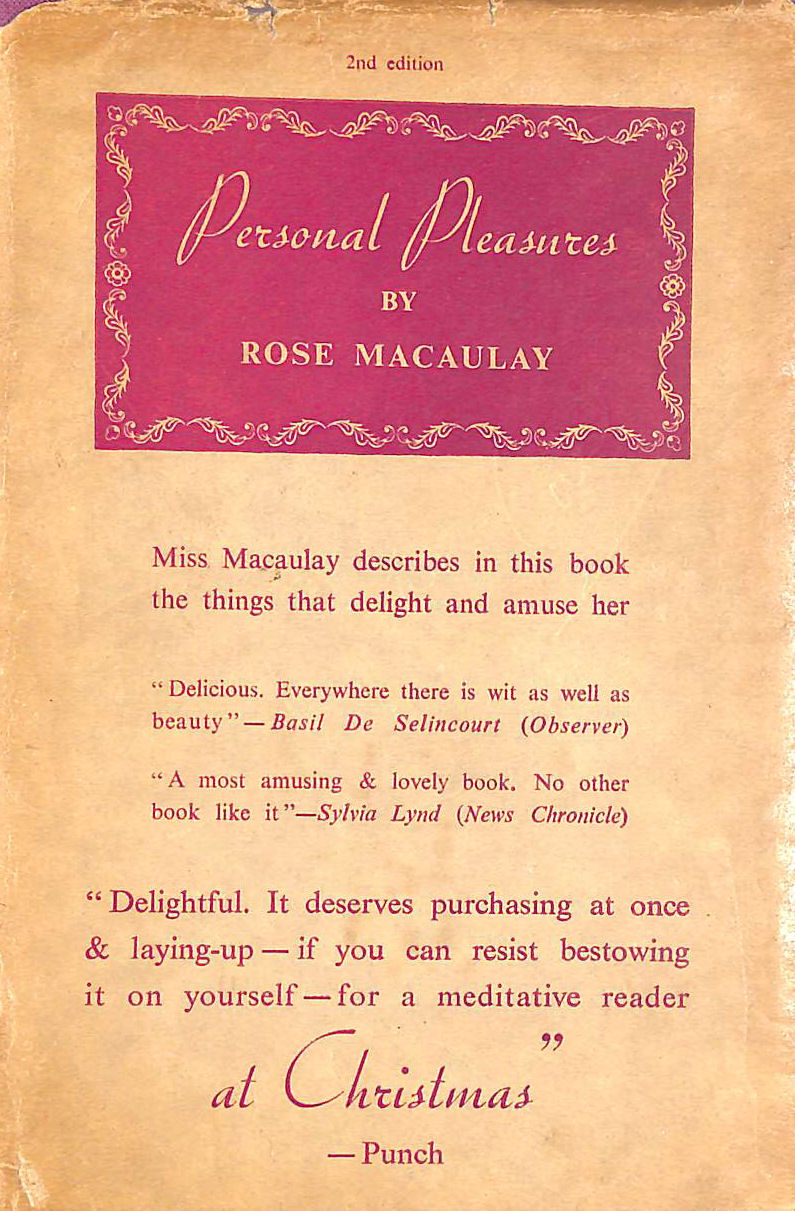 2nd edition
Personal Pleasures
BY
ROSE MACAULAY
Miss Macaulay describes in this book
the things that delight and amuse her
“Delicious. Everywhere there is wit as well as
beauty”—Basil De Selincourt (Observer)
“A most amusing & lovely book. No other
book like it”—Sylvia Lynd (News Chronicle)
“Delightful. It deserves purchasing at once
& laying-up—if you can resist bestowing
it on yourself—for a meditative reader
at Christmas”
—Punch